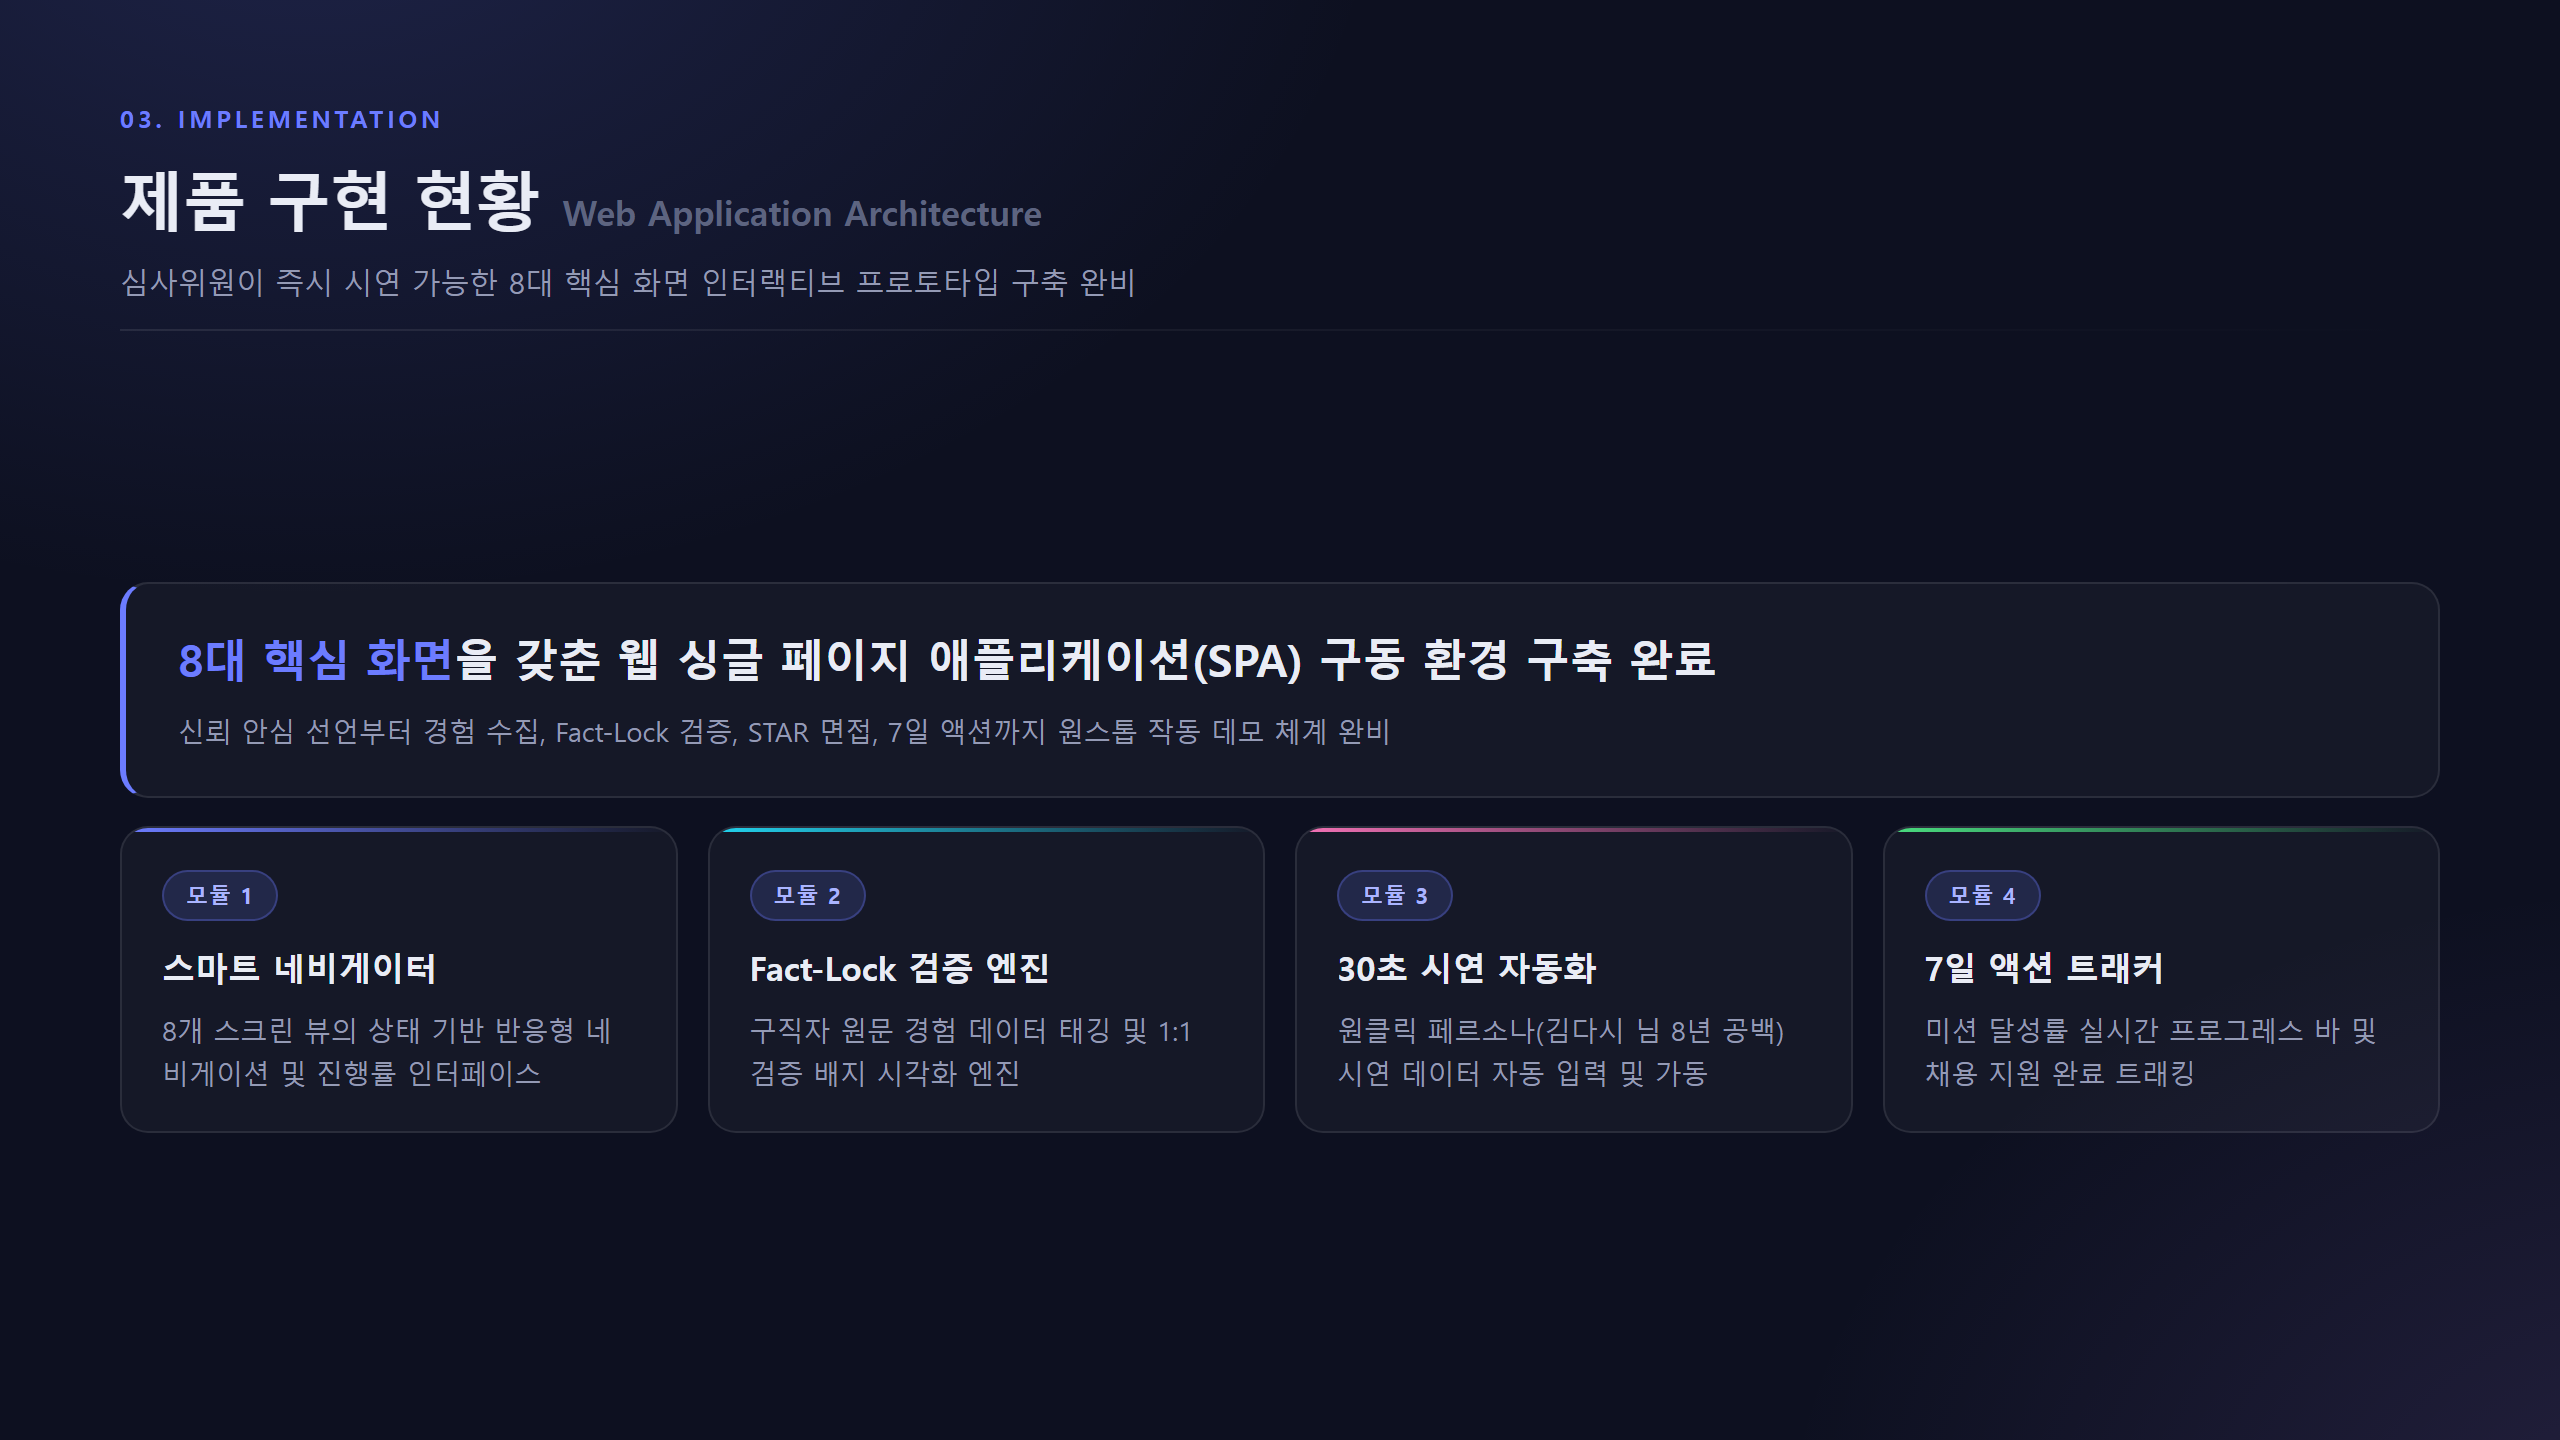 03. IMPLEMENTATION
제품 구현 현황 Web Application Architecture
심사위원이 즉시 시연 가능한 8대 핵심 화면 인터랙티브 프로토타입 구축 완비
8대 핵심 화면을 갖춘 웹 싱글 페이지 애플리케이션(SPA) 구동 환경 구축 완료
신뢰 안심 선언부터 경험 수집, Fact-Lock 검증, STAR 면접, 7일 액션까지 원스톱 작동 데모 체계 완비
모듈 1
스마트 네비게이터
8개 스크린 뷰의 상태 기반 반응형 네
비게이션 및 진행률 인터페이스
모듈 2
Fact-Lock 검증 엔진
구직자 원문 경험 데이터 태깅 및 1:1
검증 배지 시각화 엔진
모듈 3
30초 시연 자동화
원클릭 페르소나(김다시 님 8년 공백)
시연 데이터 자동 입력 및 가동
모듈 4
7일 액션 트래커
미션 달성률 실시간 프로그레스 바 및
채용 지원 완료 트래킹